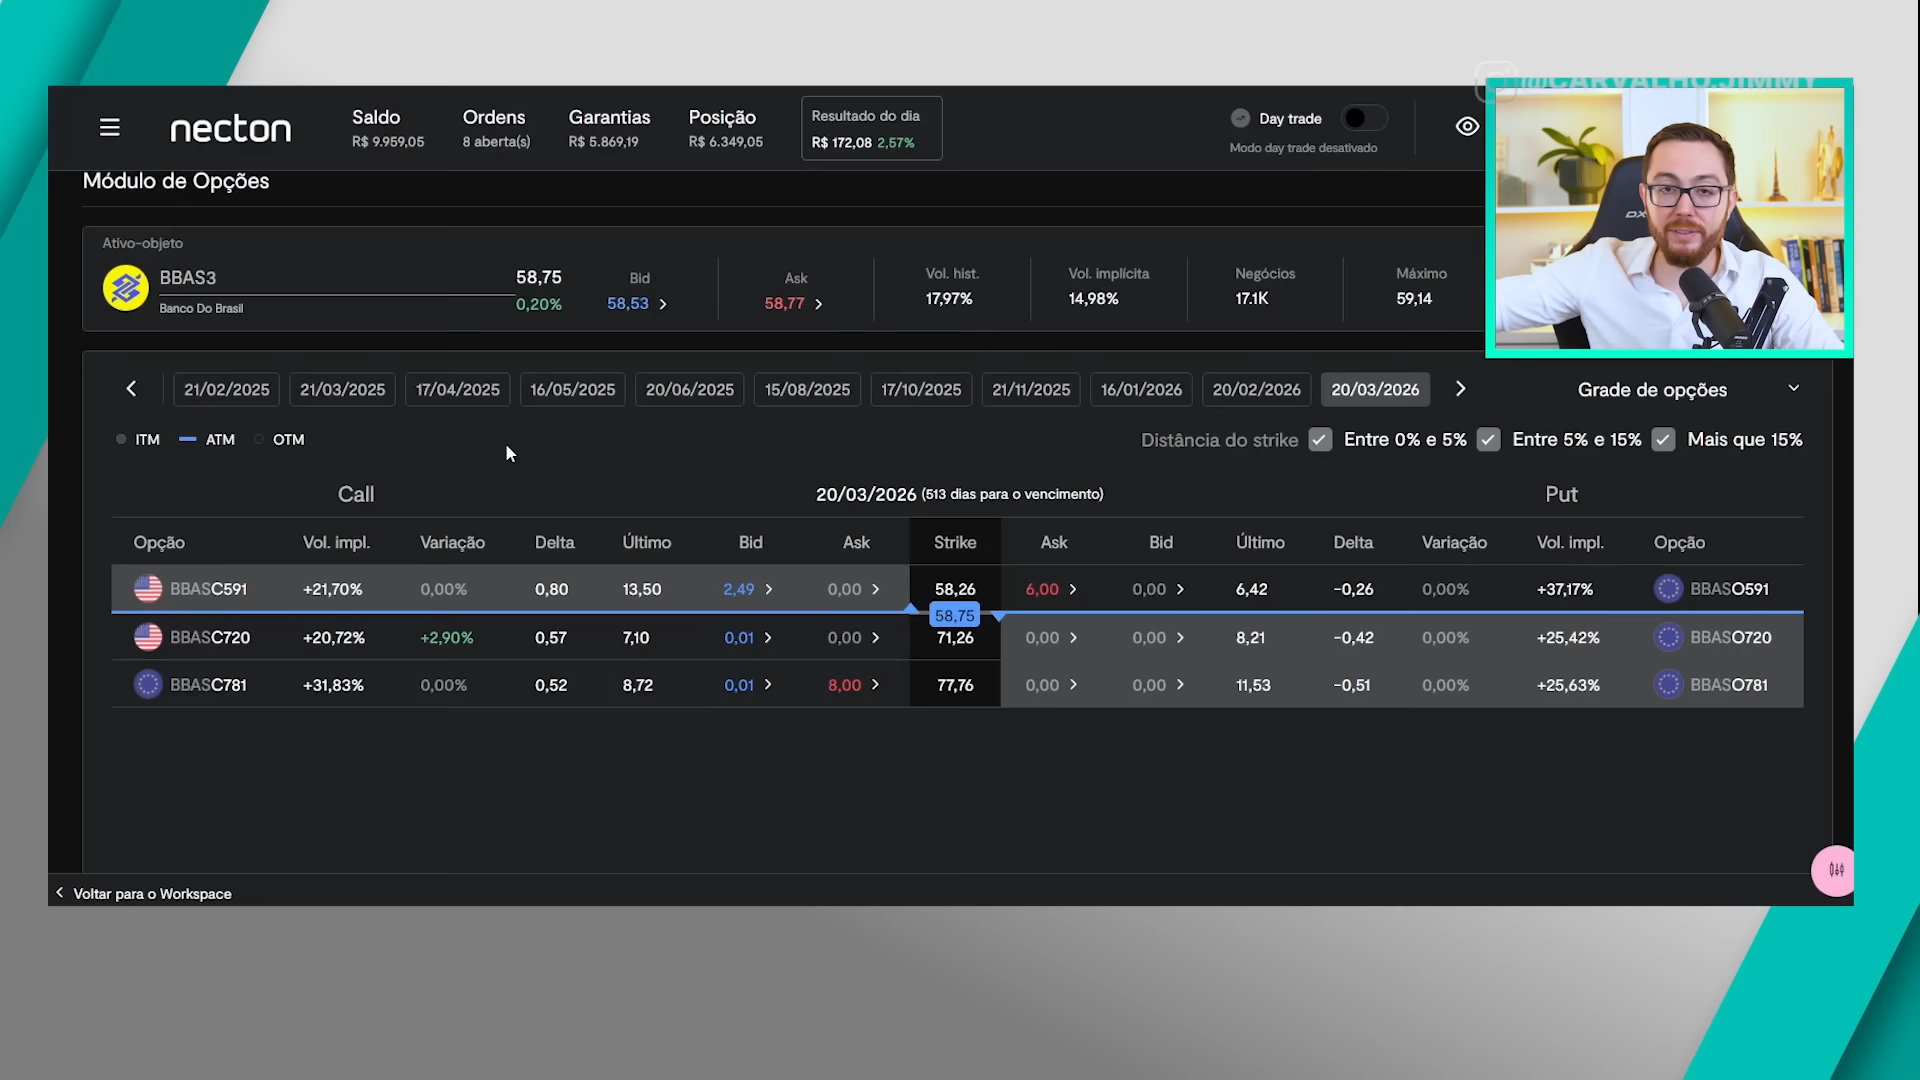 @CARVALHO.JIMMY
necton
Saldo
R$ 9.959,05
Ordens
8 aberta(s)
Garantias
R$ 5.869,19
Posição
R$ 6.349,05
Resultado do dia
R$ 172,08 2,57%
Day trade
Modo day trade desativado
Módulo de Opções
Ativo-objeto
BBAS3
Banco Do Brasil
58,75
0,20%
Bid
58,53
Ask
58,77
Vol. hist.
17,97%
Vol. implícita
14,98%
Negócios
17.1K
Máximo
59,14
21/02/2025 21/03/2025 17/04/2025 16/05/2025 20/06/2025 15/08/2025 17/10/2025 21/11/2025 16/01/2026 20/02/2026 20/03/2026 Grade de opções
ITM ATM OTM Distância do strike Entre 0% e 5% Entre 5% e 15% Mais que 15%
Call 20/03/2026 (513 dias para o vencimento) Put
Opção Vol. impl. Variação Delta Último Bid Ask Strike Ask Bid Último Delta Variação Vol. impl. Opção
BBASC591 +21,70% 0,00% 0,80 13,50 2,49 0,00 58,26 6,00 0,00 6,42 -0,26 0,00% +37,17% BBASO591
58,75
BBASC720 +20,72% +2,90% 0,57 7,10 0,01 0,00 71,26 0,00 0,00 8,21 -0,42 0,00% +25,42% BBASO720
BBASC781 +31,83% 0,00% 0,52 8,72 0,01 8,00 77,76 0,00 0,00 11,53 -0,51 0,00% +25,63% BBASO781
Voltar para o Workspace